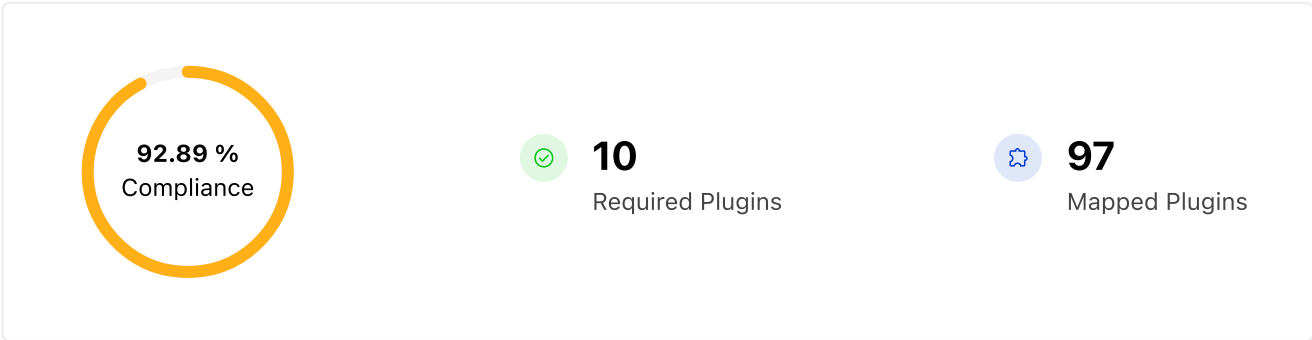 92.89 %
Compliance
10
Required Plugins
97
Mapped Plugins